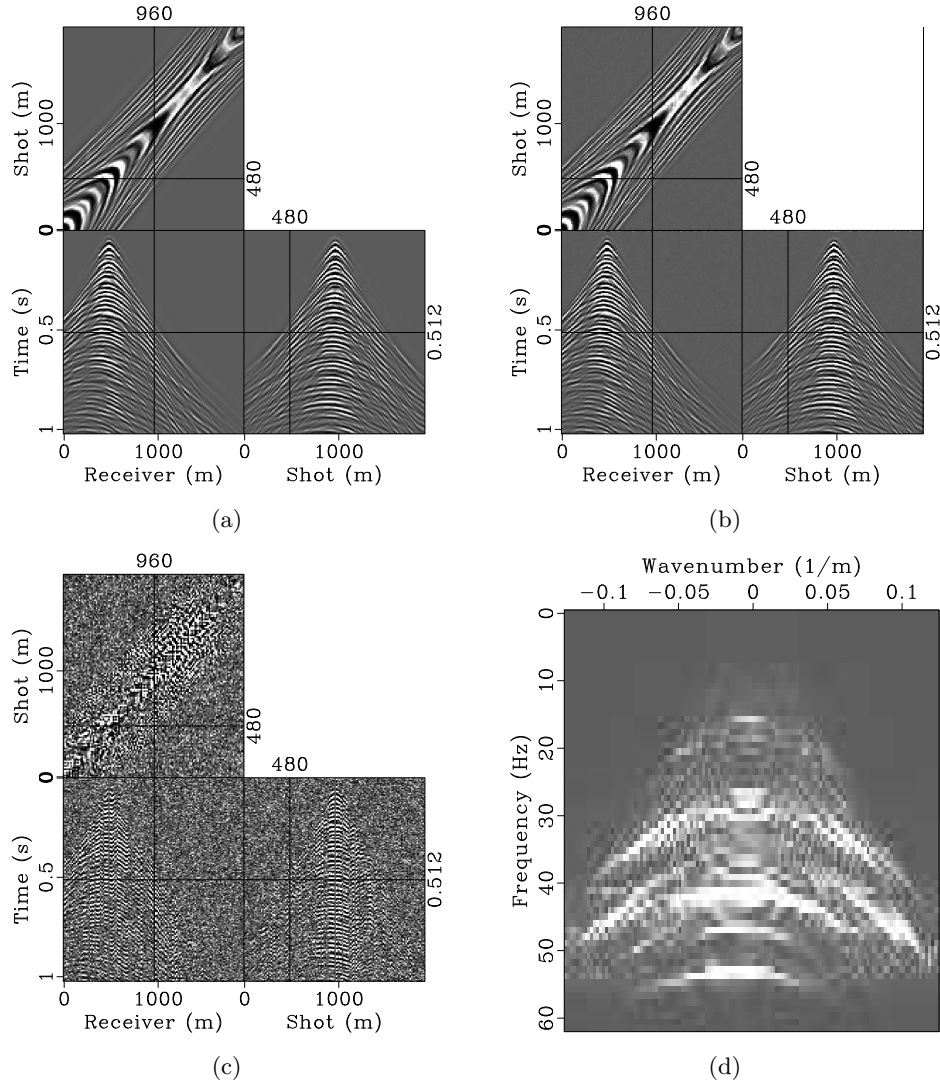 960
Shot (m)
1000
0
480
480
Time (s)
0.5
1
0.512
0 1000 0 1000
Receiver (m) Shot (m)
(a)
960
Shot (m)
1000
0
480
480
Time (s)
0.5
1
0.512
0 1000 0 1000
Receiver (m) Shot (m)
(b)
960
Shot (m)
1000
0
480
480
Time (s)
0.5
1
0.512
0 1000 0 1000
Receiver (m) Shot (m)
(c)
Wavenumber (1/m)
−0.1 −0.05 0 0.05 0.1
Frequency (Hz)
0
10
20
30
40
50
60
(d)